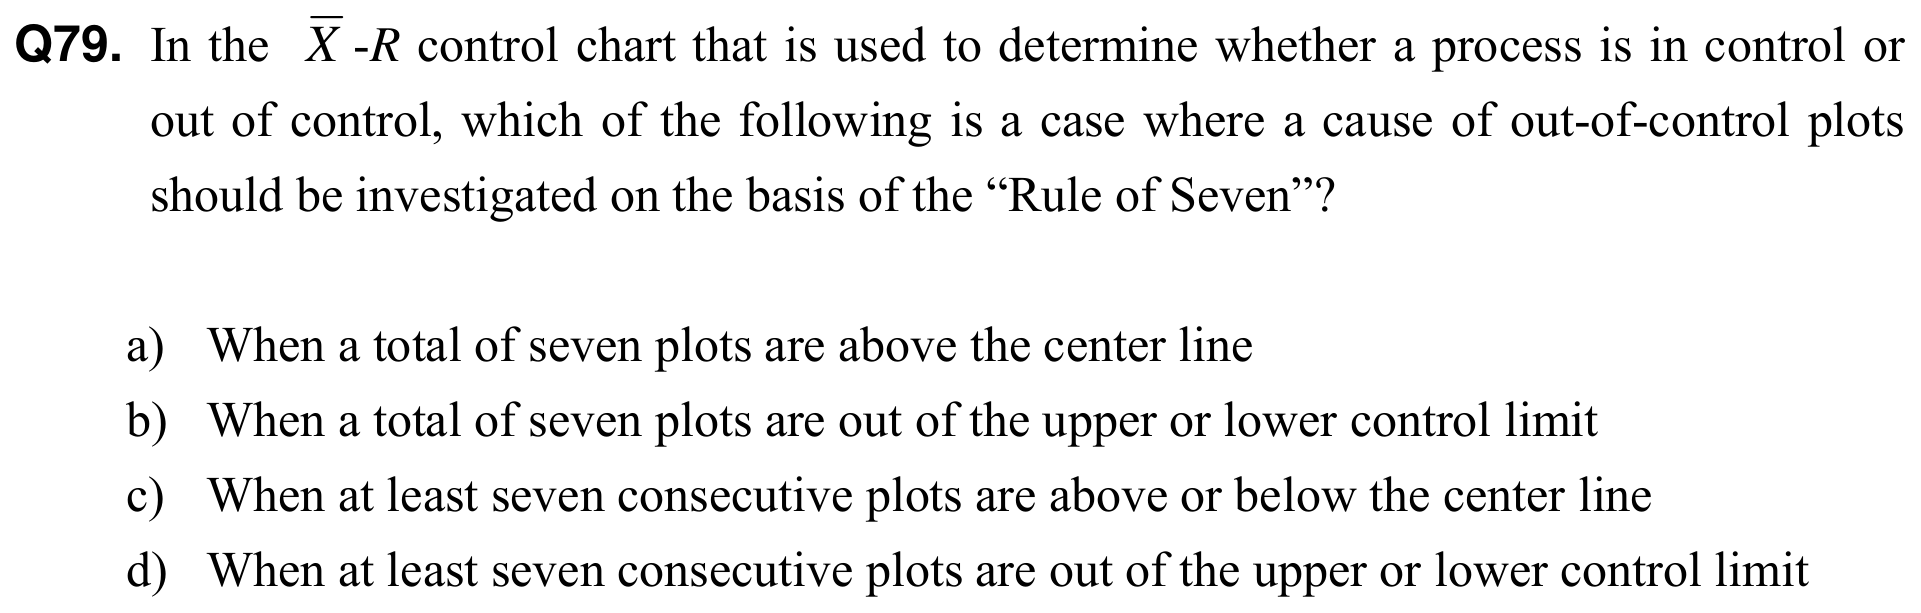 Q79. In the X̅ -R control chart that is used to determine whether a process is in control or
out of control, which of the following is a case where a cause of out-of-control plots
should be investigated on the basis of the “Rule of Seven”?
a) When a total of seven plots are above the center line
b) When a total of seven plots are out of the upper or lower control limit
c) When at least seven consecutive plots are above or below the center line
d) When at least seven consecutive plots are out of the upper or lower control limit